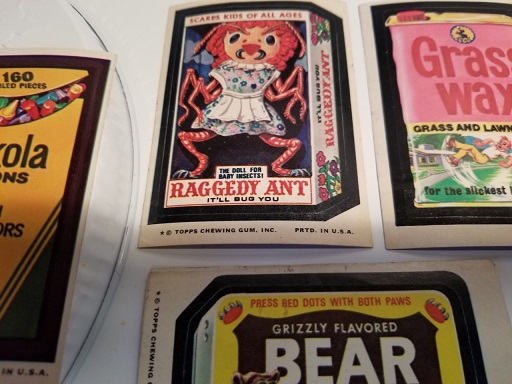 160
LED PIECES
kola
ONS
ORS
IN U.S.A.
SCARES KIDS OF ALL AGES
IT'LL BUG YOU
RAGGEDY ANT
THE DOLL FOR
BABY INSECTS!
RAGGEDY ANT
IT'LL BUG YOU
* © TOPPS CHEWING GUM, INC. PRTD. IN U.S.A.
Grass
wax
GRASS AND LAWN
for the slickest
* © TOPPS CHEWING
PRESS RED DOTS WITH BOTH PAWS
GRIZZLY FLAVORED
BEAR